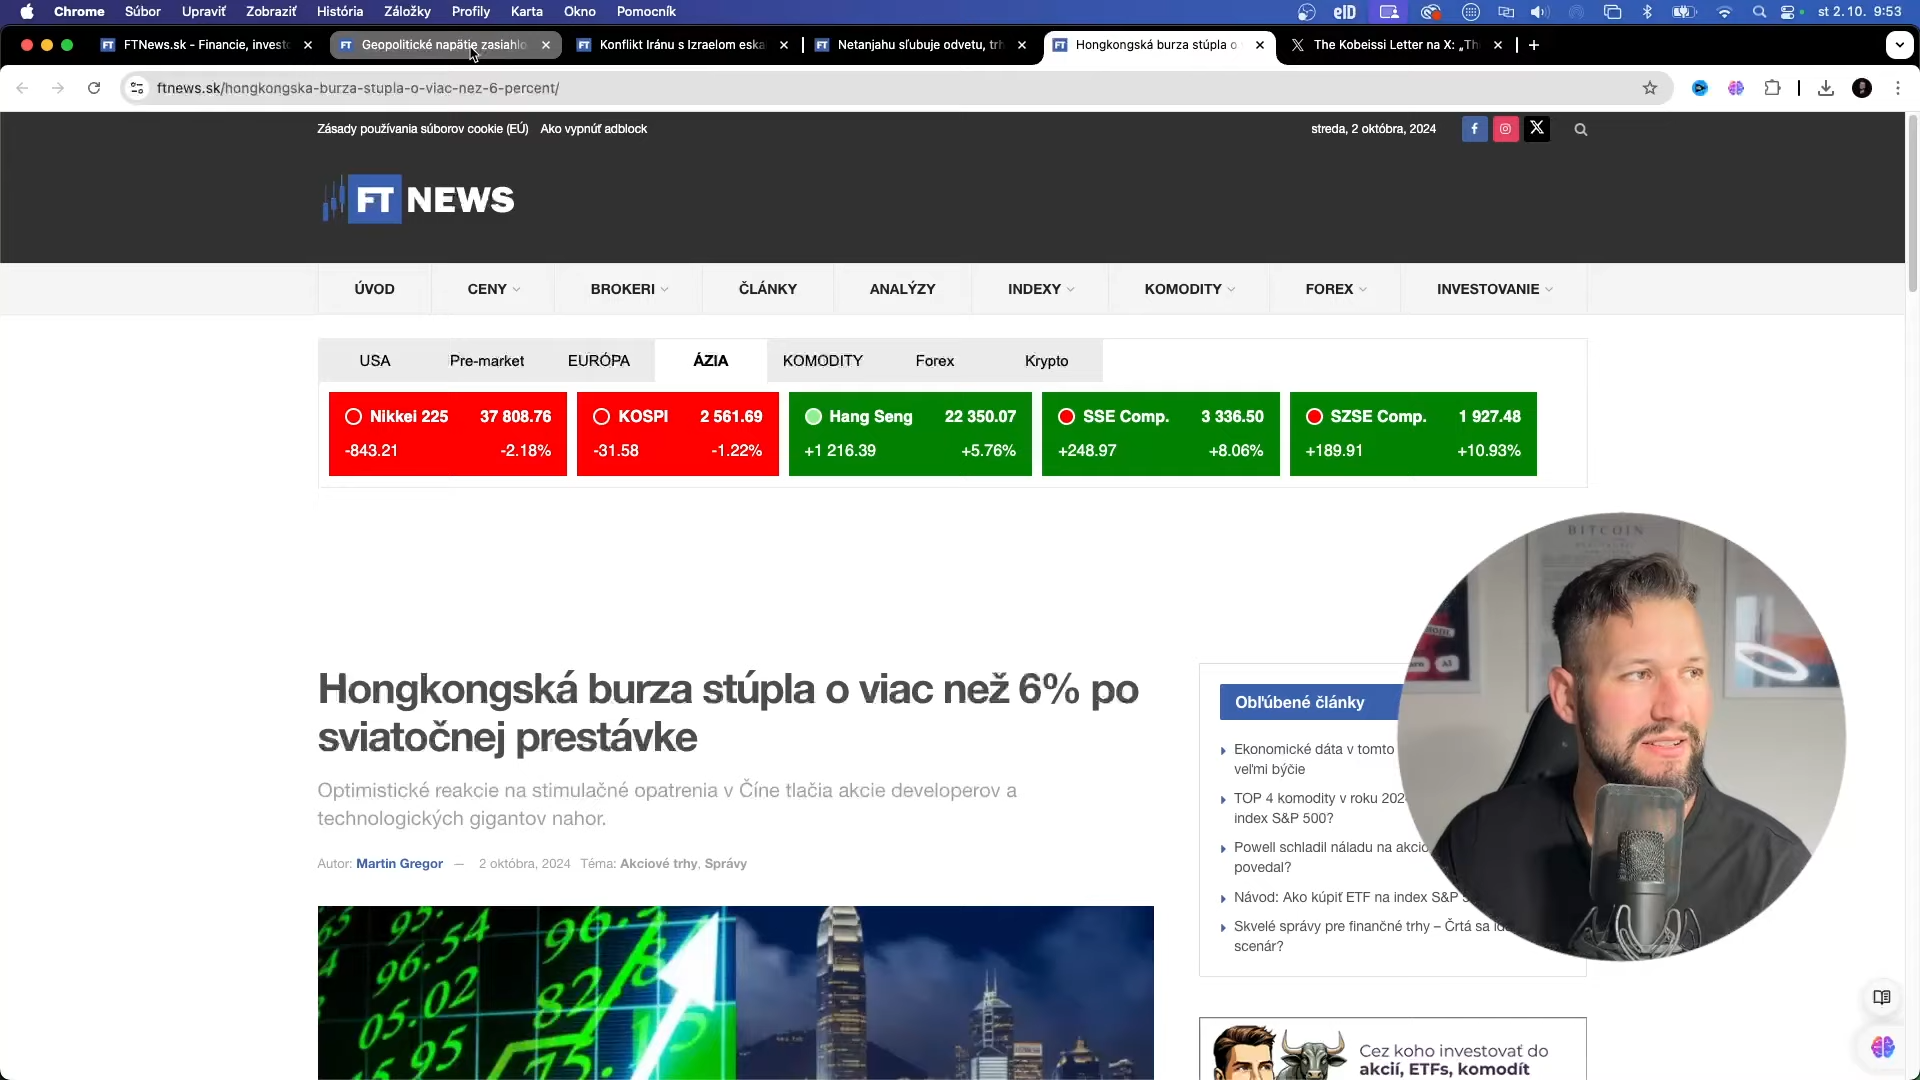 Chrome Súbor Upraviť Zobraziť História Záložky Profily Karta Okno Pomocník
eID st 2. 10. 9:53
FTNews.sk - Financie, investo
Geopolitické napätie zasiahlo
Konflikt Iránu s Izraelom eska
Netanjahu sľubuje odvetu, trh
Hongkongská burza stúpla o
The Kobeissi Letter na X: „Th
ftnews.sk/hongkongska-burza-stupla-o-viac-nez-6-percent/
Zásady používania súborov cookie (EÚ) Ako vypnúť adblock
streda, 2 októbra, 2024
FT NEWS
ÚVOD CENY BROKERI ČLÁNKY ANALÝZY INDEXY KOMODITY FOREX INVESTOVANIE
USA Pre-market EURÓPA ÁZIA KOMODITY Forex Krypto
Nikkei 225 37 808.76
-843.21 -2.18%
KOSPI 2 561.69
-31.58 -1.22%
Hang Seng 22 350.07
+1 216.39 +5.76%
SSE Comp. 3 336.50
+248.97 +8.06%
SZSE Comp. 1 927.48
+189.91 +10.93%
BITCOIN
Hongkongská burza stúpla o viac než 6% po
sviatočnej prestávke
Optimistické reakcie na stimulačné opatrenia v Číne tlačia akcie developerov a
technologických gigantov nahor.
Autor: Martin Gregor — 2 októbra, 2024 Téma: Akciové trhy, Správy
Obľúbené články
Ekonomické dáta v tomto
veľmi býčie
TOP 4 komodity v roku 202
index S&P 500?
Powell schladil náladu na akcio
povedal?
Návod: Ako kúpiť ETF na index S&P
Skvelé správy pre finančné trhy – Črtá sa
scenár?
96.54
05.02
Cez koho investovať do
akcií, ETFs, komodít